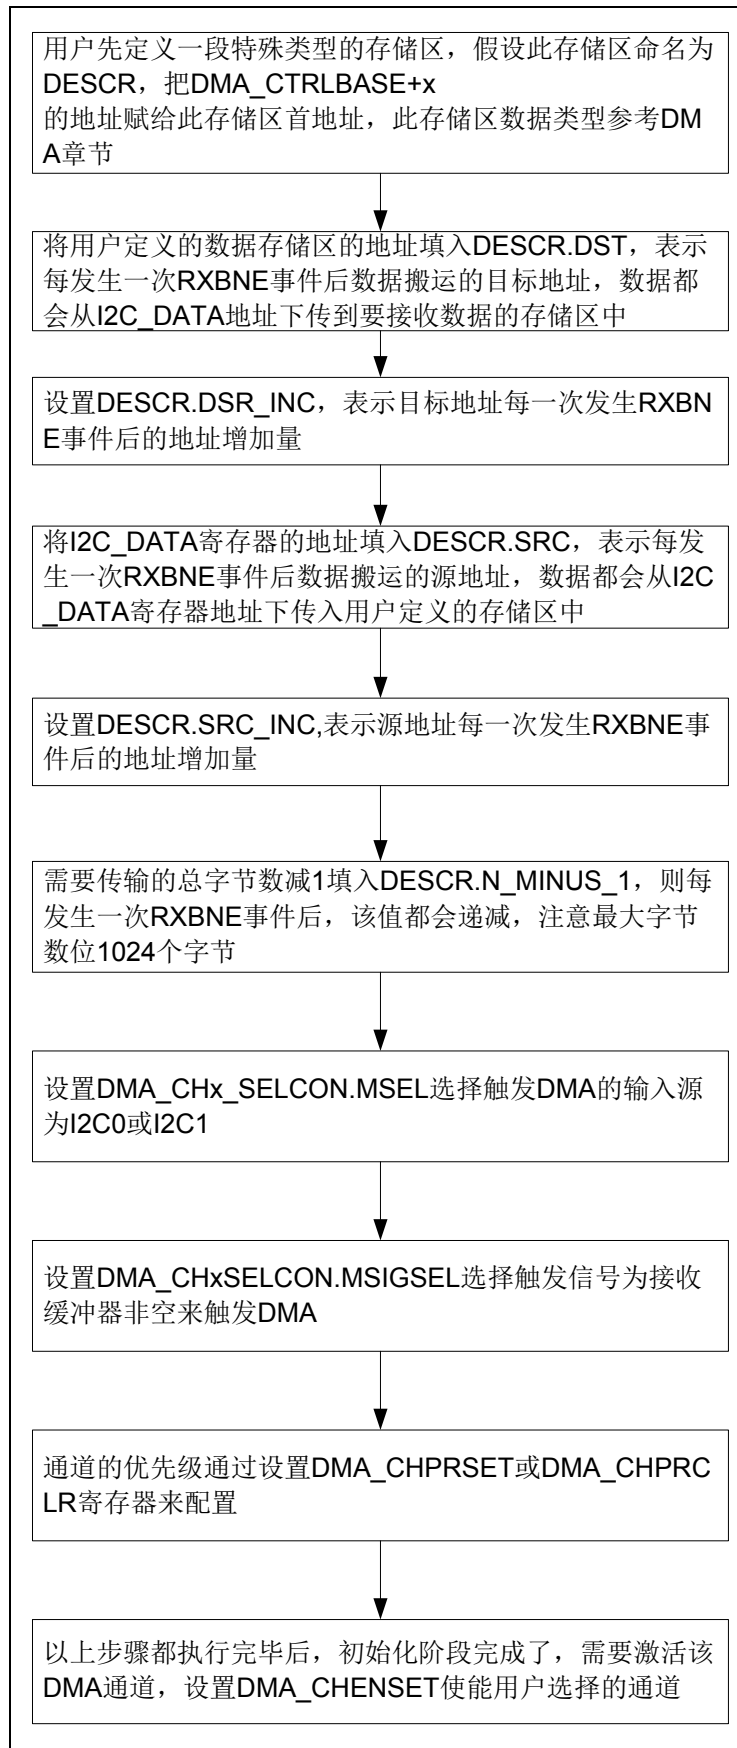 用户先定义一段特殊类型的存储区，假设此存储区命名为
DESCR，把DMA_CTRLBASE+x
的地址赋给此存储区首地址，此存储区数据类型参考DM
A章节
将用户定义的数据存储区的地址填入DESCR.DST，表示
每发生一次RXBNE事件后数据搬运的目标地址，数据都
会从I2C_DATA地址下传到要接收数据的存储区中
设置DESCR.DSR_INC，表示目标地址每一次发生RXBN
E事件后的地址增加量
将I2C_DATA寄存器的地址填入DESCR.SRC，表示每发
生一次RXBNE事件后数据搬运的源地址，数据都会从I2C
_DATA寄存器地址下传入用户定义的存储区中
设置DESCR.SRC_INC,表示源地址每一次发生RXBNE事
件后的地址增加量
需要传输的总字节数减1填入DESCR.N_MINUS_1，则每
发生一次RXBNE事件后，该值都会递减，注意最大字节
数位1024个字节
设置DMA_CHx_SELCON.MSEL选择触发DMA的输入源
为I2C0或I2C1
设置DMA_CHxSELCON.MSIGSEL选择触发信号为接收
缓冲器非空来触发DMA
通道的优先级通过设置DMA_CHPRSET或DMA_CHPRC
LR寄存器来配置
以上步骤都执行完毕后，初始化阶段完成了，需要激活该
DMA通道，设置DMA_CHENSET使能用户选择的通道